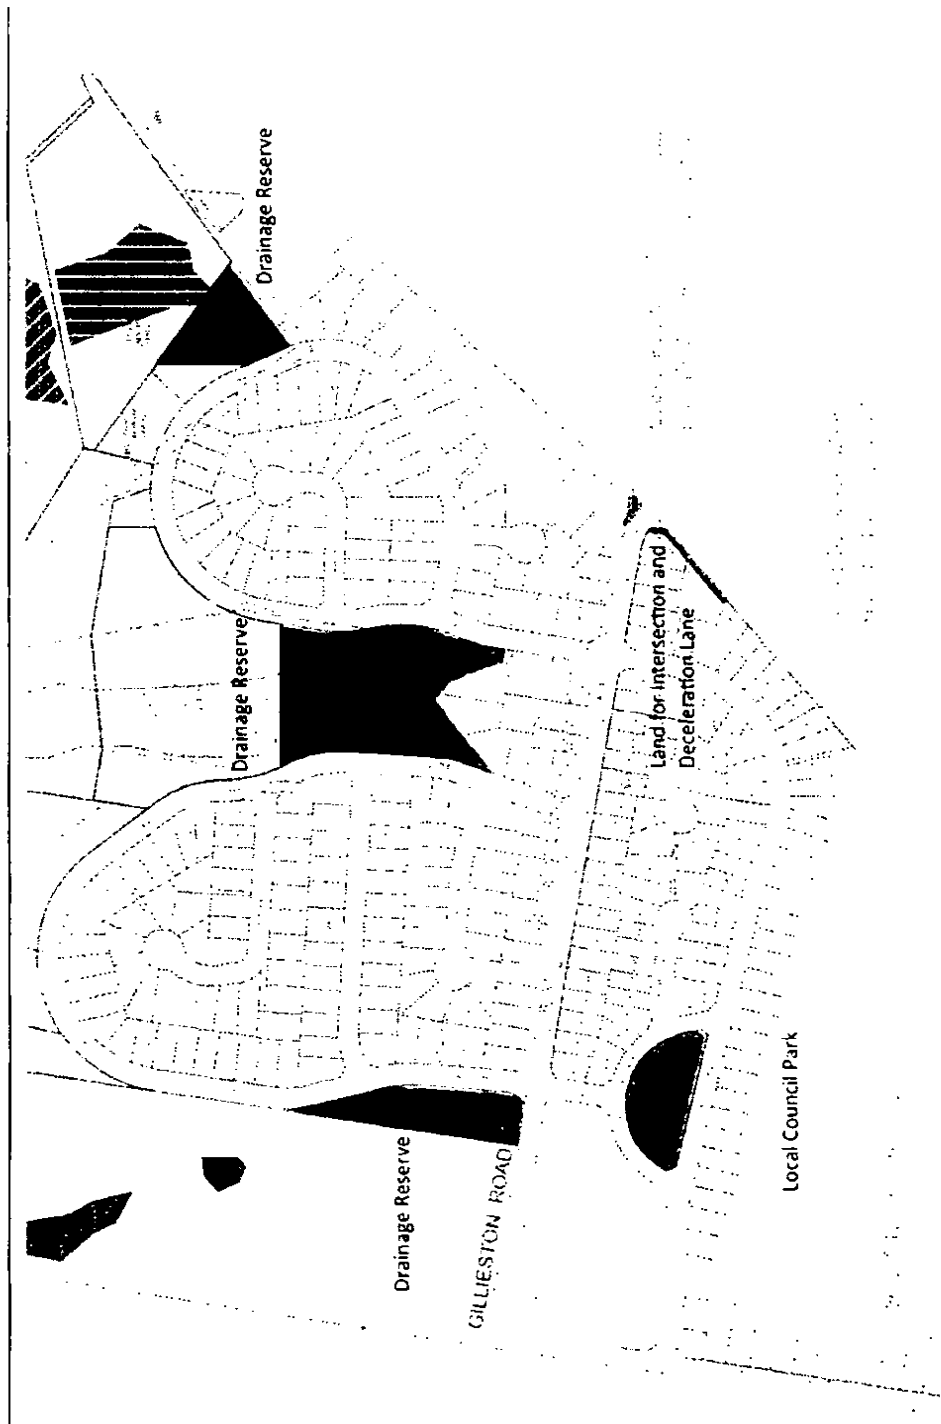 Drainage Reserve
Drainage Reserve
Land for Intersection and
Deceleration Lane
Drainage Reserve
GILLIESTON ROAD
Local Council Park